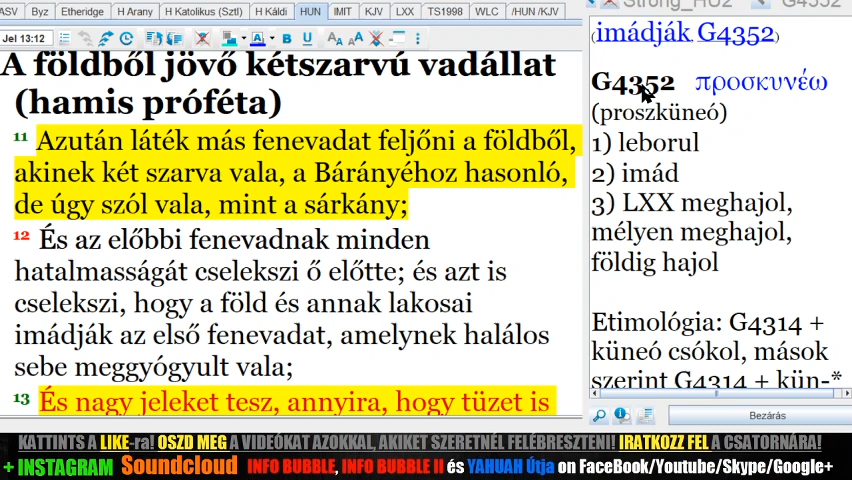 ASV Byz Etheridge H Arany H Katolikus (Sztl) H Káldi HUN IMIT KJV LXX TS1998 WLC /HUN /KJV
Jel 13:12
A földből jövő kétszarvú vadállat
(hamis próféta)
11 Azután láték más fenevadat feljőni a földből,
akinek két szarva vala, a Bárányéhoz hasonló,
de úgy szól vala, mint a sárkány;
12 És az előbbi fenevadnak minden
hatalmasságát cselekszi ő előtte; és azt is
cselekszi, hogy a föld és annak lakosai
imádják az első fenevadat, amelynek halálos
sebe meggyógyult vala;
13 És nagy jeleket tesz, annyira, hogy tüzet is
Strong_HU2 G4352
(imádják G4352)
G4352 προσκυνέω
(proszküneó)
1) leborul
2) imád
3) LXX meghajol,
mélyen meghajol,
földig hajol
Etimológia: G4314 +
küneó csókol, mások
szerint G4314 + kün-*
Bezárás
KATTINTS A LIKE-ra! OSZD MEG A VIDEÓKAT AZOKKAL, AKIKET SZERETNÉL FELÉBRESZTENI! IRATKOZZ FEL A CSATORNÁRA!
+ INSTAGRAM Soundcloud INFO BUBBLE, INFO BUBBLE II és YAHUAH Útja on FaceBook/Youtube/Skype/Google+